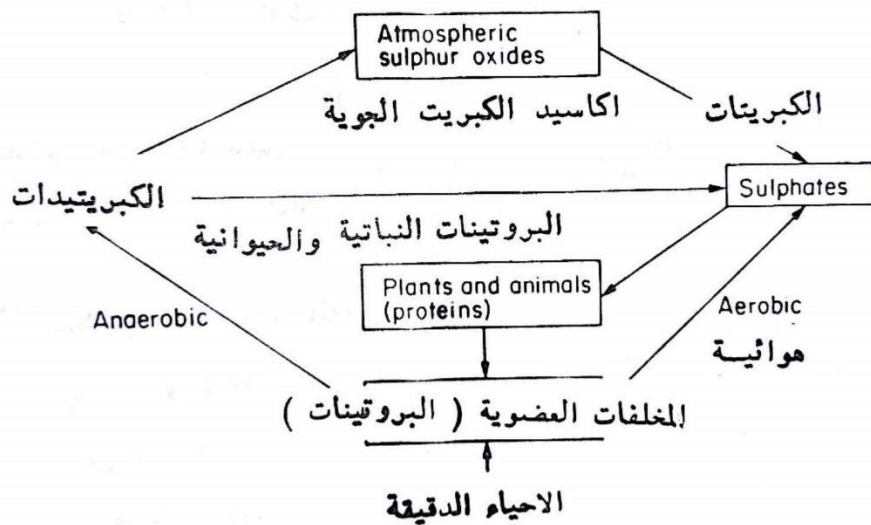 Atmospheric
sulphur oxides
اكاسيد الكبريت الجوية
الكبريتات
الكبريتيدات
Sulphates
البروتينات النباتية والحيوانية
Plants and animals
(proteins)
Anaerobic
Aerobic
هوائيـة
المخلفات العضوية ( البروتينات )
الاحياء الدقيقة